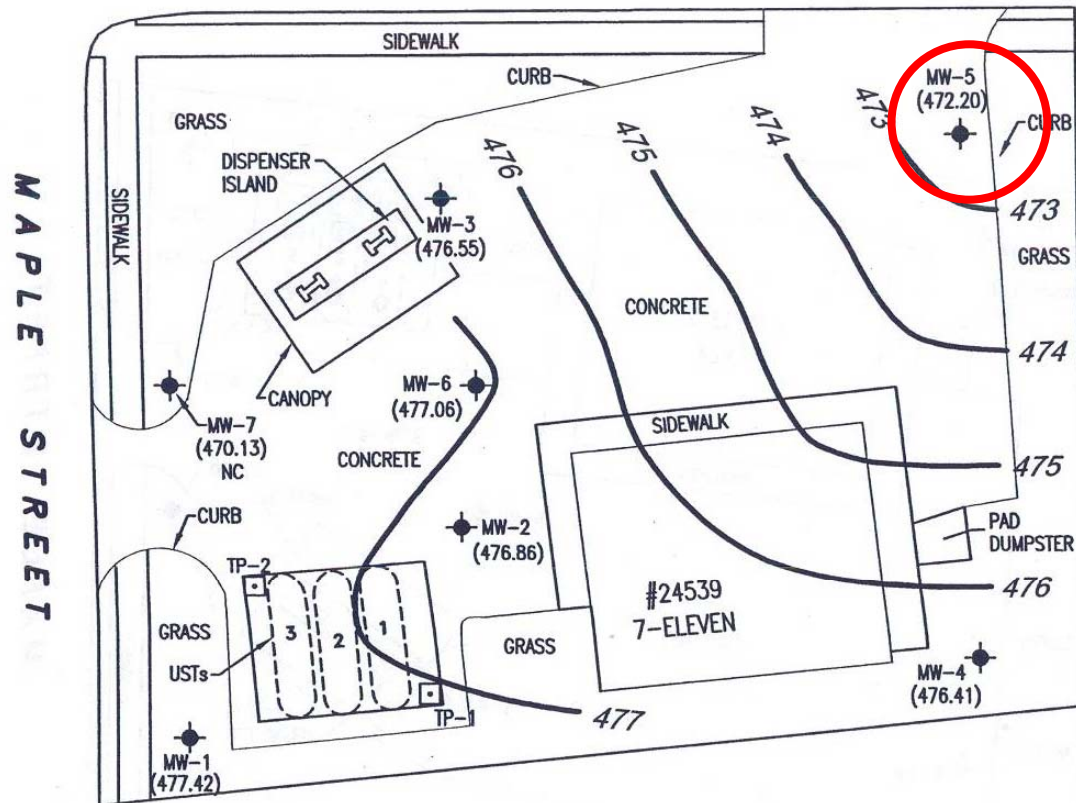 SIDEWALK
CURB
MW-5
(472.20)
CURB
GRASS
DISPENSER
ISLAND
MW-3
(476.55)
476
475
474
473
473
GRASS
SIDEWALK
MAPLE STREET
CONCRETE
474
CANOPY
MW-6
(477.06)
MW-7
(470.13)
NC
CONCRETE
SIDEWALK
475
CURB
MW-2
(476.86)
PAD
DUMPSTER
TP-2
#24539
7-ELEVEN
476
GRASS
3
2
1
USTs
GRASS
MW-4
(476.41)
TP-1
477
MW-1
(477.42)